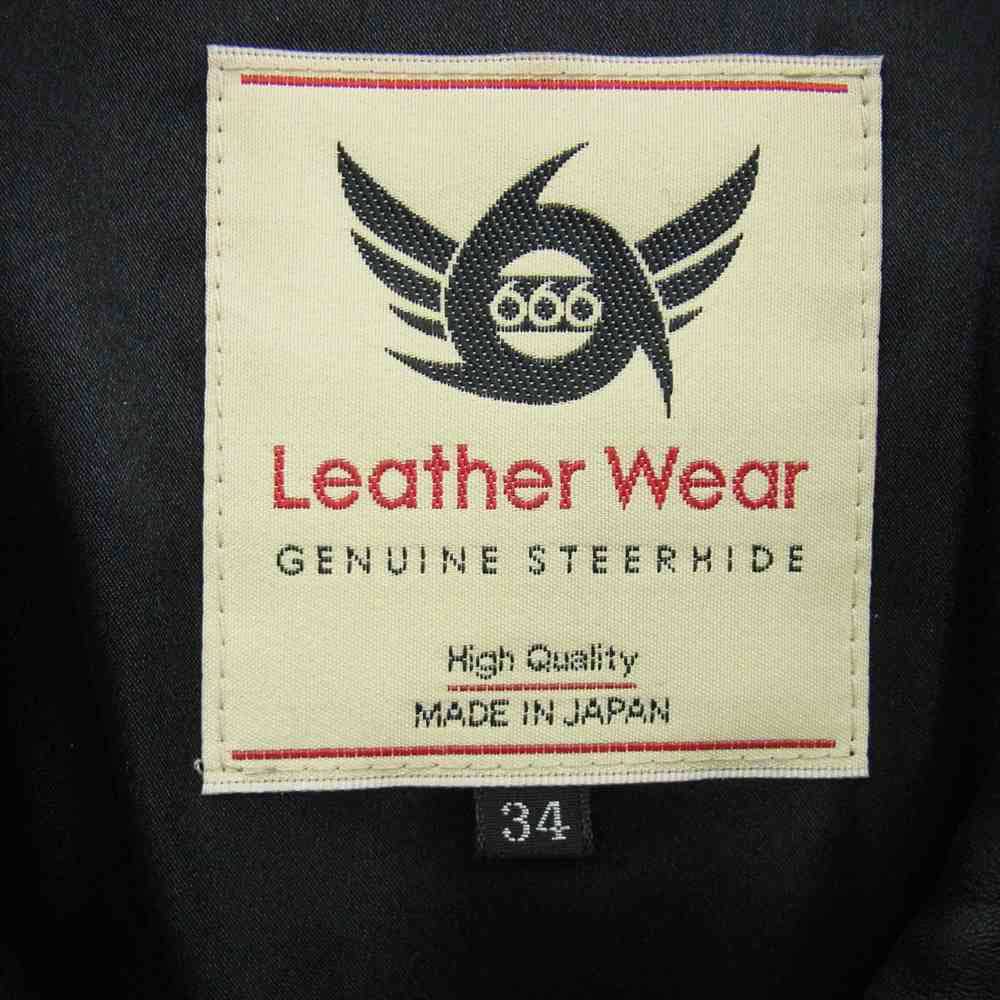 666
Leather Wear
GENUINE STEERHIDE
High Quality
MADE IN JAPAN
34